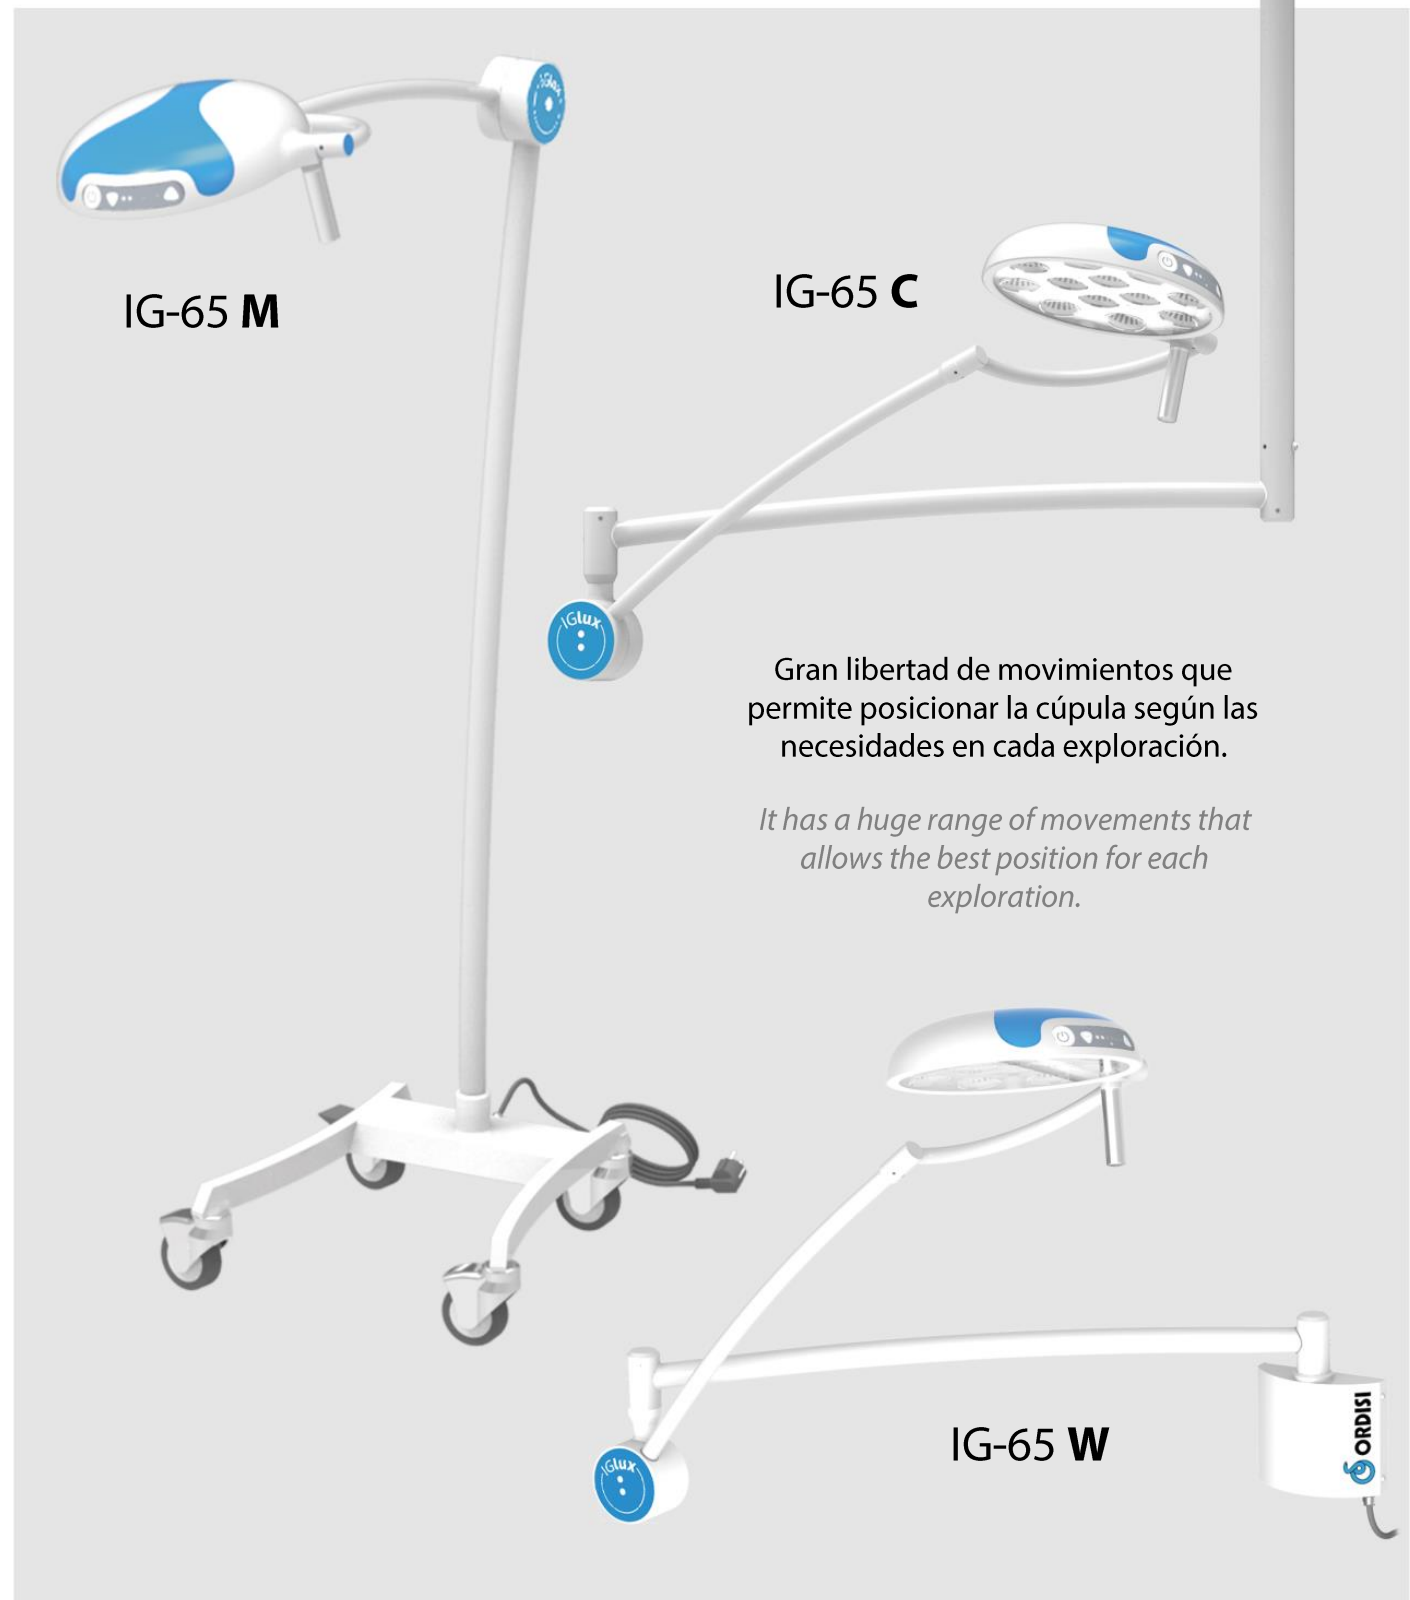 IGlux
IG-65 M
IG-65 C
IGlux
Gran libertad de movimientos que
permite posicionar la cúpula según las
necesidades en cada exploración.
It has a huge range of movements that
allows the best position for each
exploration.
IG-65 W
ORDISI
IGlux